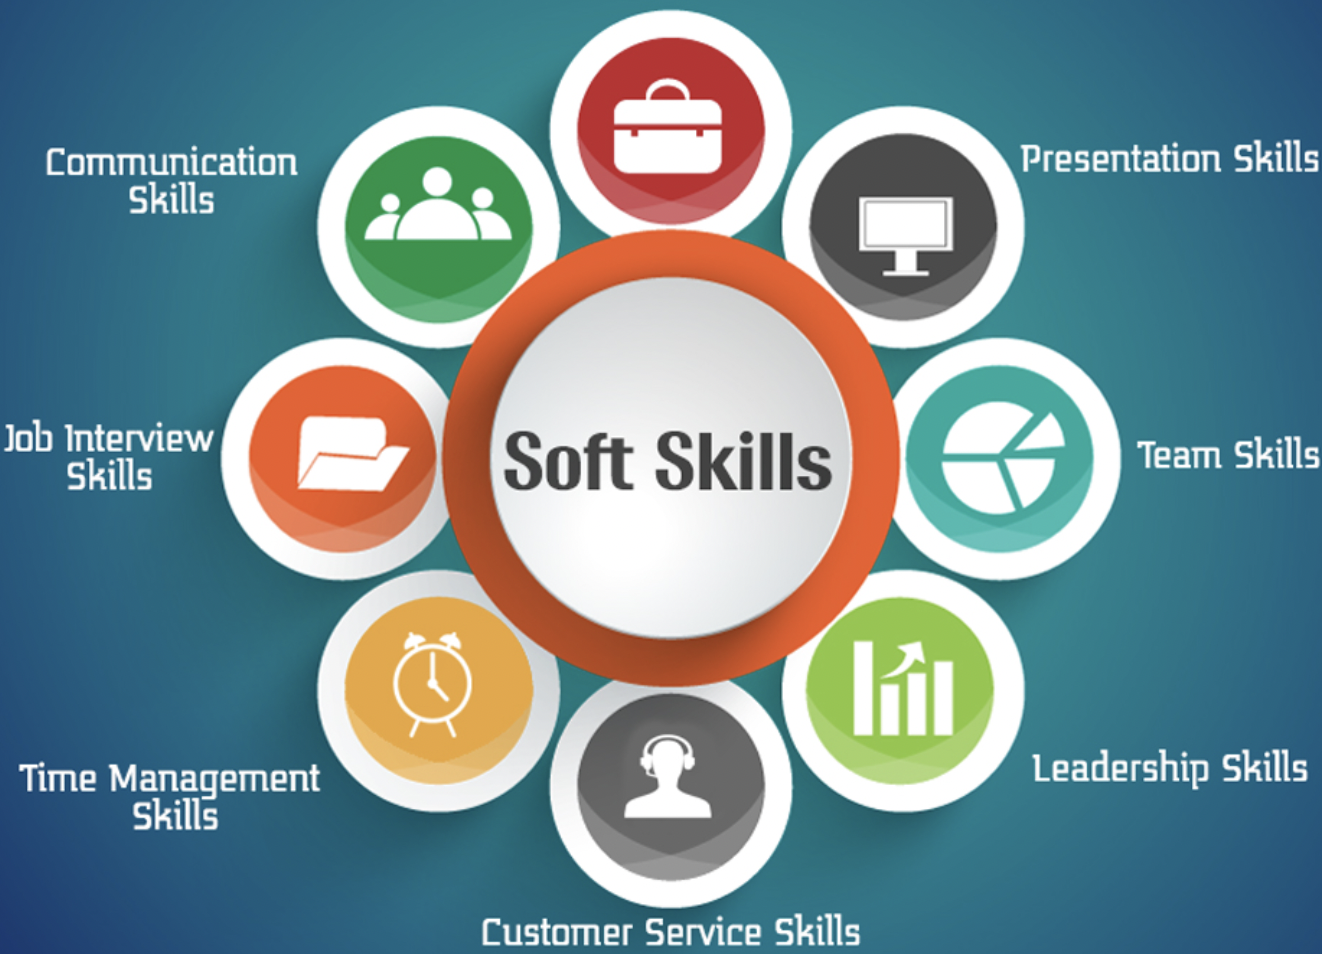 Communication
Skills
Presentation Skills
Job Interview
Skills
Soft Skills
Team Skills
Time Management
Skills
Leadership Skills
Customer Service Skills